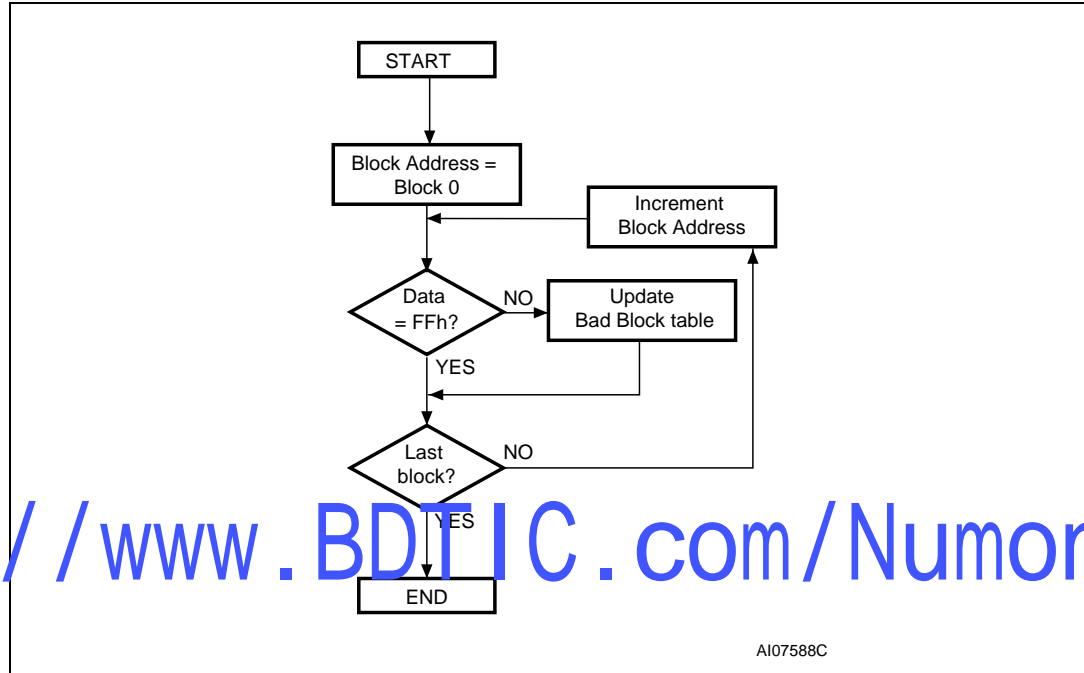 START
Block Address =
Block 0
Increment
Block Address
Data
= FFh?
NO
Update
Bad Block table
YES
Last
block?
NO
YES
//www.BDTIC.com/Numon
END
AI07588C